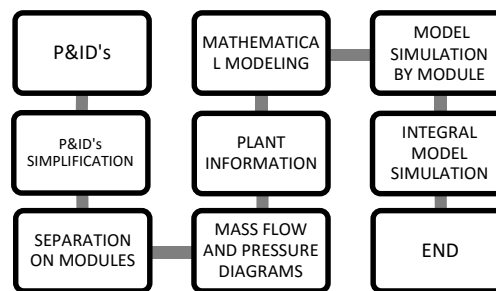 P&ID's
P&ID's
SIMPLIFICATION
SEPARATION
ON MODULES
MASS FLOW
AND PRESSURE
DIAGRAMS
PLANT
INFORMATION
MATHEMATICA
L MODELING
MODEL
SIMULATION
BY MODULE
INTEGRAL
MODEL
SIMULATION
END